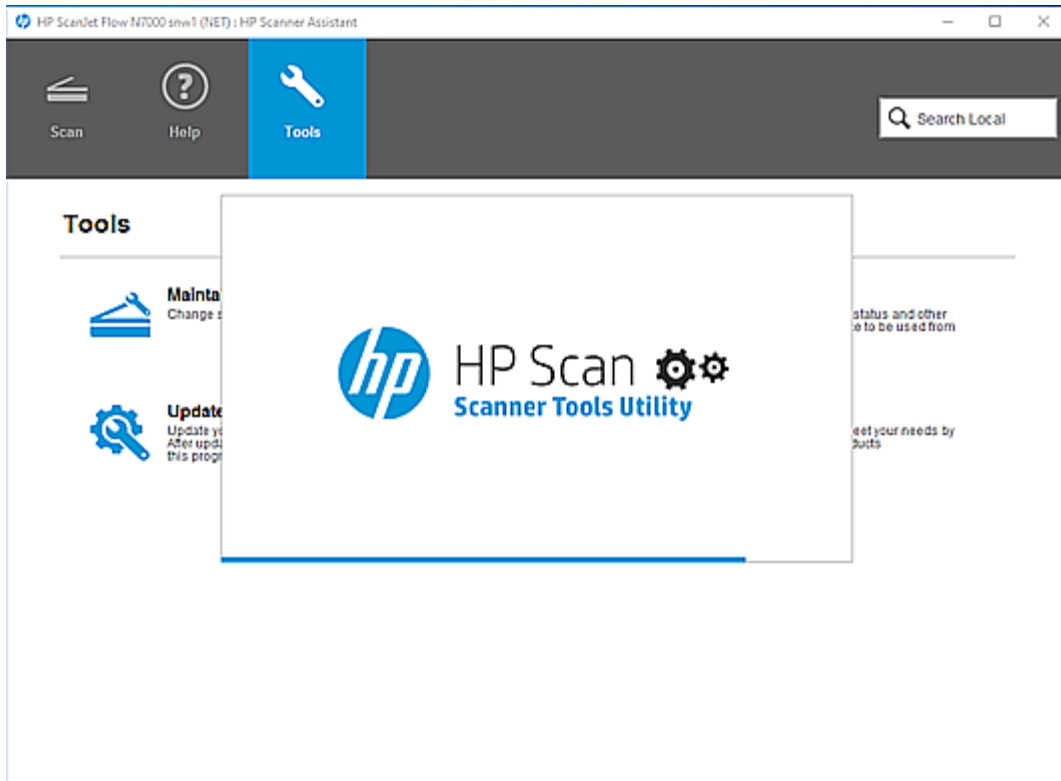 HP ScanJet Flow N7000 snw1 (NET) : HP Scanner Assistant
Scan
Help
Tools
Search Local
Tools
Mainta
Change s
status and other
e to be used from
hp HP Scan
Scanner Tools Utility
Update
Update yo
After upda
this progr
eet your needs by
ducts